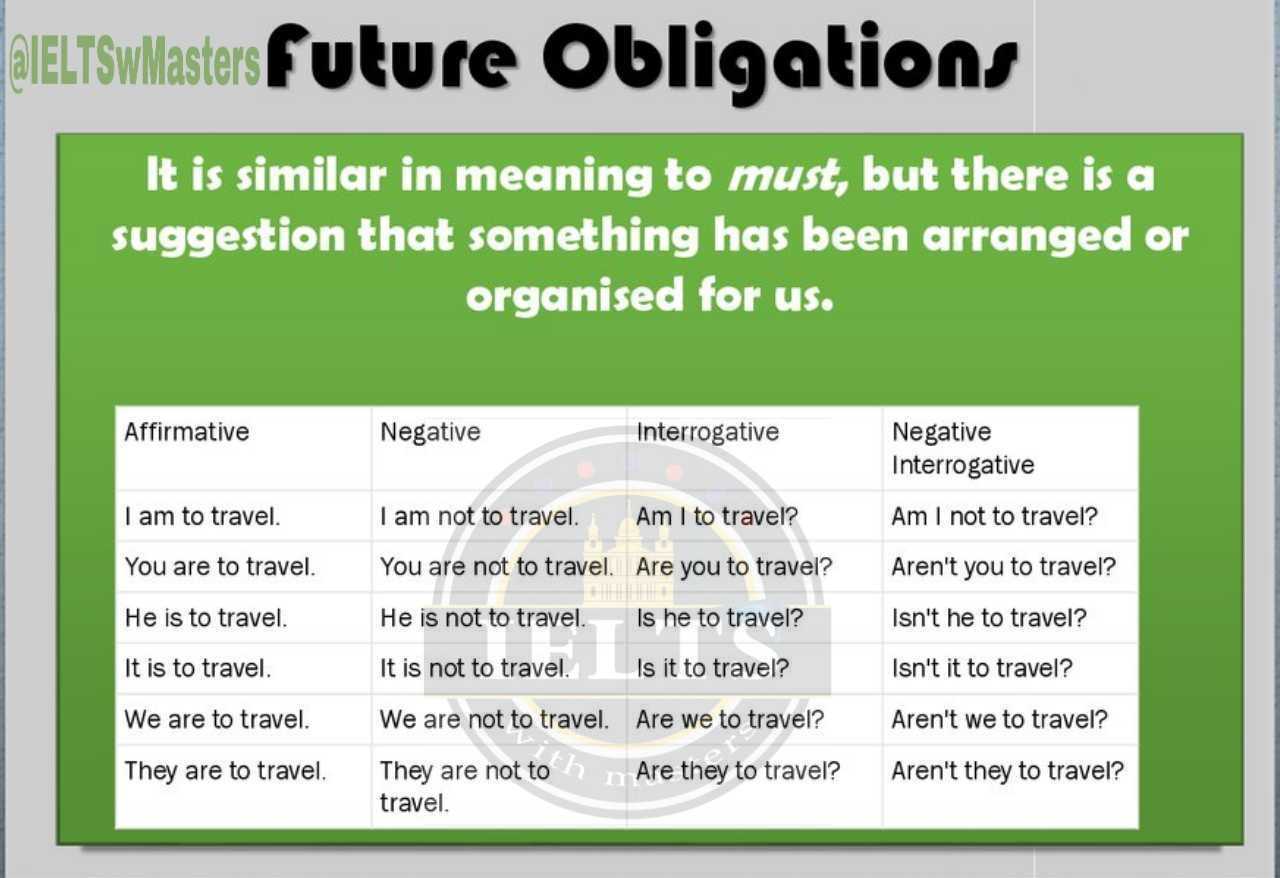 @IELTSwMasters Future Obligations
It is similar in meaning to must, but there is a
suggestion that something has been arranged or
organised for us.
Affirmative Negative Interrogative Negative
Interrogative
I am to travel. I am not to travel. Am I to travel? Am I not to travel?
You are to travel. You are not to travel. Are you to travel? Aren't you to travel?
He is to travel. He is not to travel. Is he to travel? Isn't he to travel?
It is to travel. It is not to travel. Is it to travel? Isn't it to travel?
We are to travel. We are not to travel. Are we to travel? Aren't we to travel?
They are to travel. They are not to Are they to travel? Aren't they to travel?
travel.
IELTS
with masters